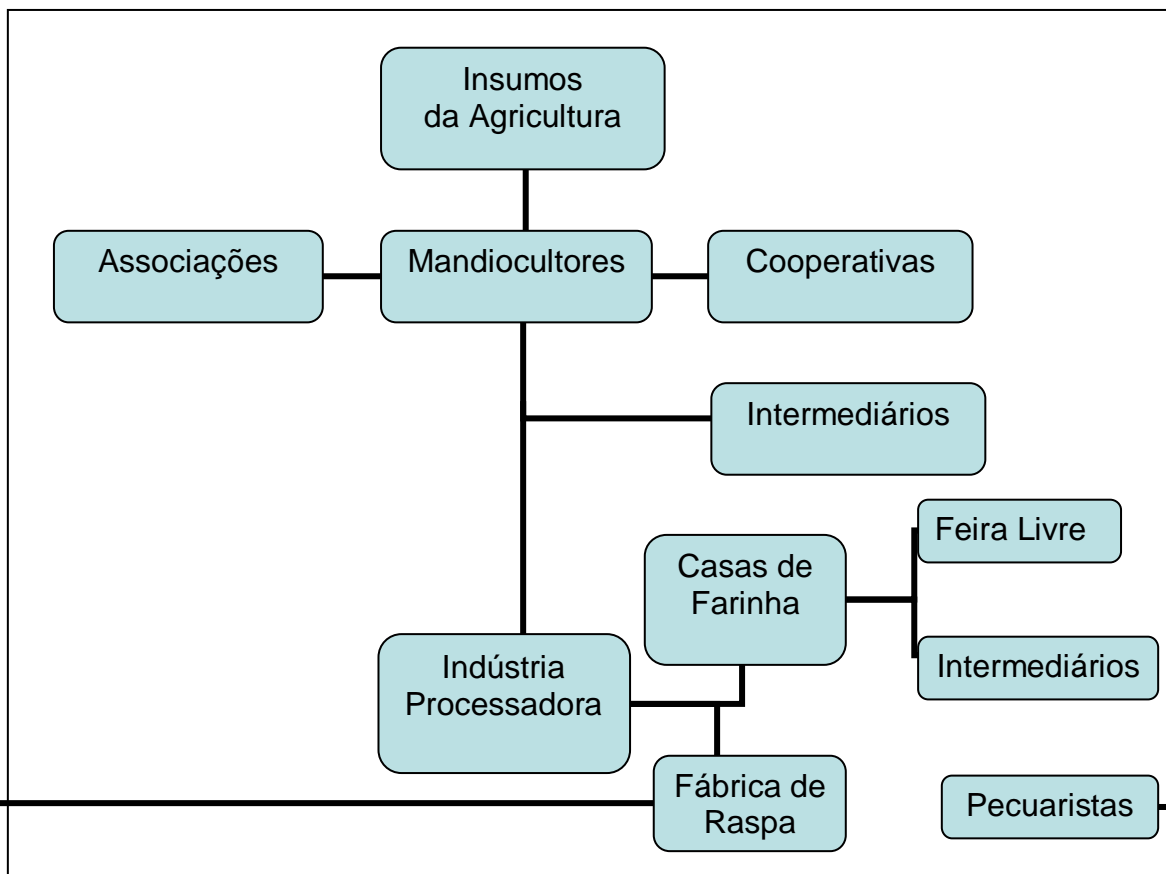 Insumos
da Agricultura
Associações
Mandiocultores
Cooperativas
Intermediários
Feira Livre
Casas de
Farinha
Intermediários
Indústria
Processadora
Fábrica de
Raspa
Pecuaristas